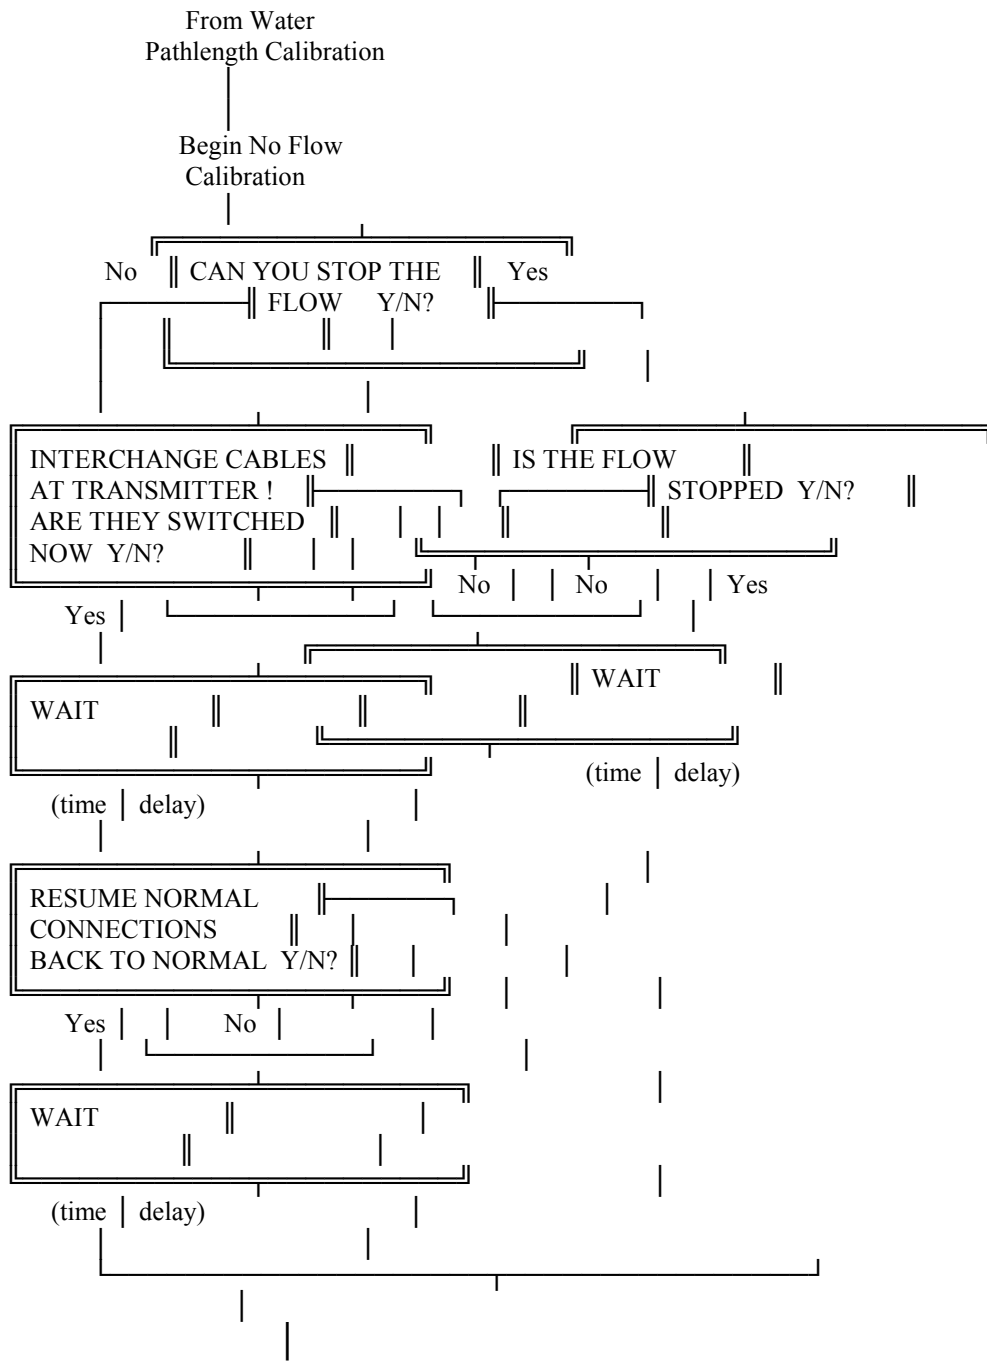 From Water
Pathlength Calibration
Begin No Flow
Calibration
No CAN YOU STOP THE Yes
FLOW Y/N?
INTERCHANGE CABLES IS THE FLOW
AT TRANSMITTER ! STOPPED Y/N?
ARE THEY SWITCHED
NOW Y/N?
No No Yes
Yes
WAIT
WAIT
(time delay)
(time delay)
RESUME NORMAL
CONNECTIONS
BACK TO NORMAL Y/N?
Yes No
WAIT
(time delay)